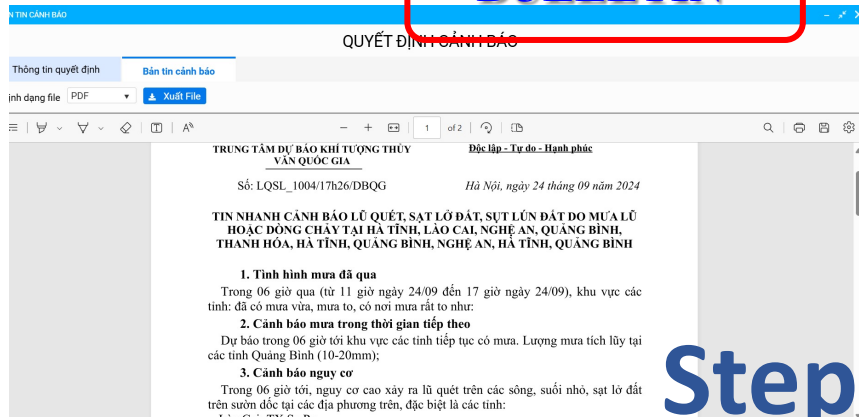 N TIN CẢNH BÁO
QUYẾT ĐỊNH CẢNH BÁO
Thông tin quyết định
Bản tin cảnh báo
ịnh dạng file PDF Xuất File
1 of 2
TRUNG TÂM DỰ BÁO KHÍ TƯỢNG THỦY
VĂN QUỐC GIA
Độc lập - Tự do - Hạnh phúc
Số: LQSL_1004/17h26/DBQG
Hà Nội, ngày 24 tháng 09 năm 2024
TIN NHANH CẢNH BÁO LŨ QUÉT, SẠT LỞ ĐẤT, SỤT LÚN ĐẤT DO MƯA LŨ
HOẶC DÒNG CHẢY TẠI HÀ TĨNH, LÀO CAI, NGHỆ AN, QUẢNG BÌNH,
THANH HÓA, HÀ TĨNH, QUẢNG BÌNH, NGHỆ AN, HÀ TĨNH, QUẢNG BÌNH
1. Tình hình mưa đã qua
Trong 06 giờ qua (từ 11 giờ ngày 24/09 đến 17 giờ ngày 24/09), khu vực các
tỉnh: đã có mưa vừa, mưa to, có nơi mưa rất to như:
2. Cảnh báo mưa trong thời gian tiếp theo
Dự báo trong 06 giờ tới khu vực các tỉnh tiếp tục có mưa. Lượng mưa tích lũy tại
các tỉnh Quảng Bình (10-20mm);
3. Cảnh báo nguy cơ
Trong 06 giờ tới, nguy cơ cao xảy ra lũ quét trên các sông, suối nhỏ, sạt lở đất
trên sườn dốc tại các địa phương trên, đặc biệt là các tỉnh:
Step